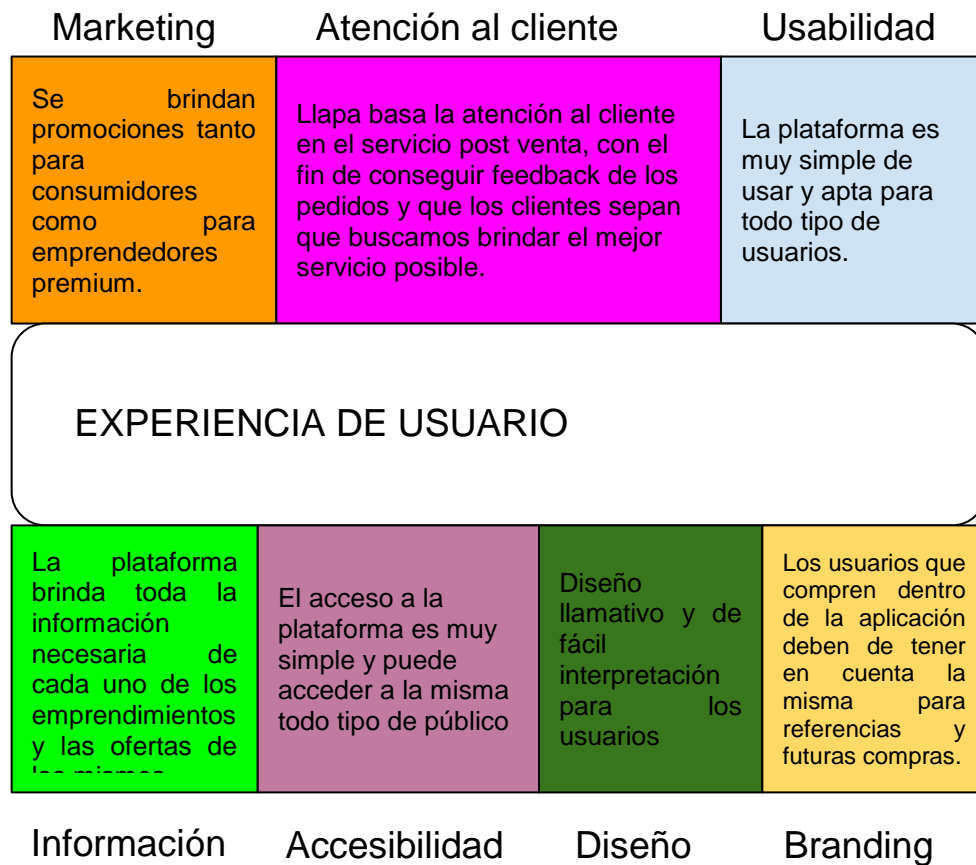 Marketing
Atención al cliente
Usabilidad
Se brindan
promociones tanto
para
consumidores
como para
emprendedores
premium.
Llapa basa la atención al cliente
en el servicio post venta, con el
fin de conseguir feedback de los
pedidos y que los clientes sepan
que buscamos brindar el mejor
servicio posible.
La plataforma es
muy simple de
usar y apta para
todo tipo de
usuarios.
EXPERIENCIA DE USUARIO
La plataforma
brinda toda la
información
necesaria de
cada uno de los
emprendimientos
y las ofertas de
los mismos
El acceso a la
plataforma es muy
simple y puede
acceder a la misma
todo tipo de público
Diseño
llamativo y de
fácil
interpretación
para los
usuarios
Los usuarios que
compren dentro
de la aplicación
deben de tener
en cuenta la
misma para
referencias y
futuras compras.
Información
Accesibilidad
Diseño
Branding